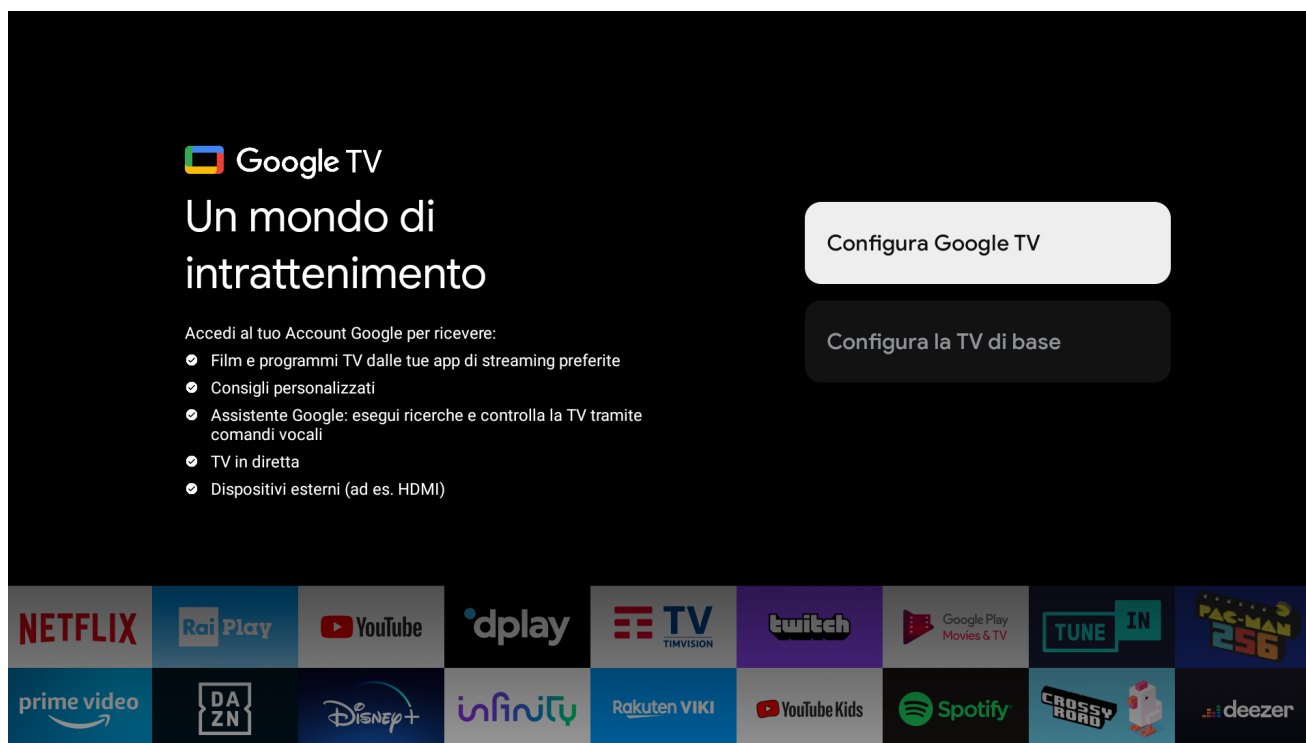 Google TV
Un mondo di
intrattenimento
Accedi al tuo Account Google per ricevere:
Film e programmi TV dalle tue app di streaming preferite
Consigli personalizzati
Assistente Google: esegui ricerche e controlla la TV tramite
comandi vocali
TV in diretta
Dispositivi esterni (ad es. HDMI)
Configura Google TV
Configura la TV di base
NETFLIX
Rai Play
YouTube
dplay
TV
TIMVISION
twitch
Google Play
Movies & TV
TUNE IN
PAC-MAN
256
prime video
DA
ZN
Disney+
infinity
Rakuten VIKI
YouTube Kids
Spotify
CROSSY
ROAD
deezer